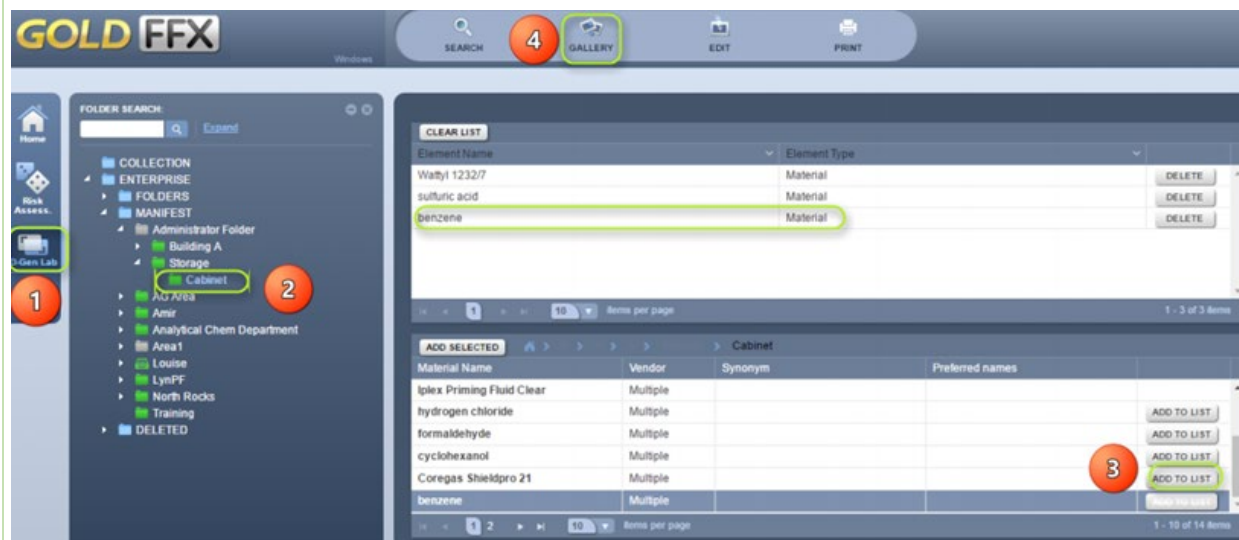 GOLD FFX
Windows
SEARCH
4
GALLERY
EDIT
PRINT
Home
Risk
Assess.
-Gen Lab
1
FOLDER SEARCH:
Expand
COLLECTION
ENTERPRISE
FOLDERS
MANIFEST
Administrator Folder
Building A
Storage
Cabinet
2
AG Area
Amir
Analytical Chem Department
Area1
Louise
LynPF
North Rocks
Training
DELETED
CLEAR LIST
Element Name Element Type
Wattyl 1232/7 Material DELETE
sulfuric acid Material DELETE
benzene Material DELETE
1 10 items per page 1 - 3 of 3 items
ADD SELECTED > > > > Cabinet
Material Name Vendor Synonym Preferred names
Iplex Priming Fluid Clear Multiple
hydrogen chloride Multiple ADD TO LIST
formaldehyde Multiple ADD TO LIST
cyclohexanol Multiple ADD TO LIST
Coregas Shieldpro 21 Multiple 3 ADD TO LIST
benzene Multiple ADD TO LIST
1 2 10 items per page 1 - 10 of 14 items